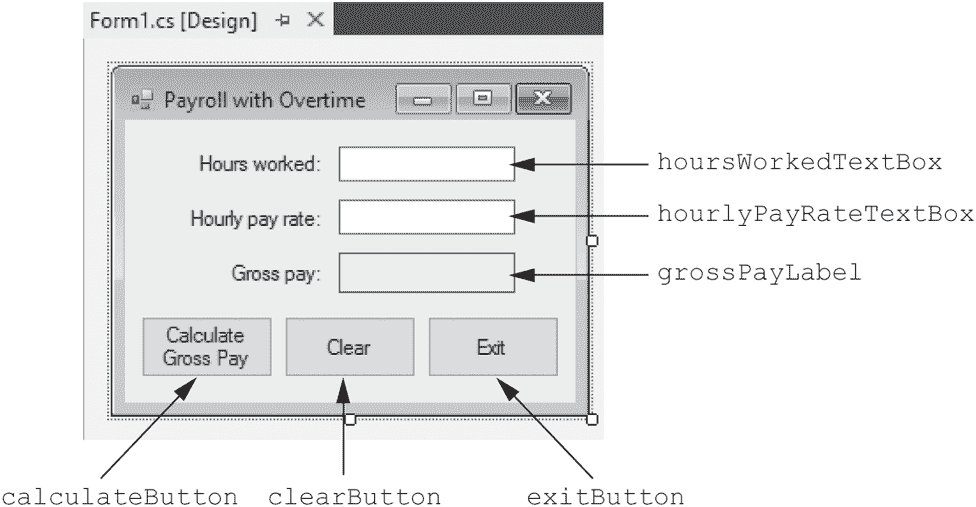 Form1.cs [Design]
Payroll with Overtime
Hours worked:
hoursWorkedTextBox
Hourly pay rate:
hourlyPayRateTextBox
Gross pay:
grossPayLabel
Calculate
Gross Pay
Clear
Exit
calculateButton
clearButton
exitButton